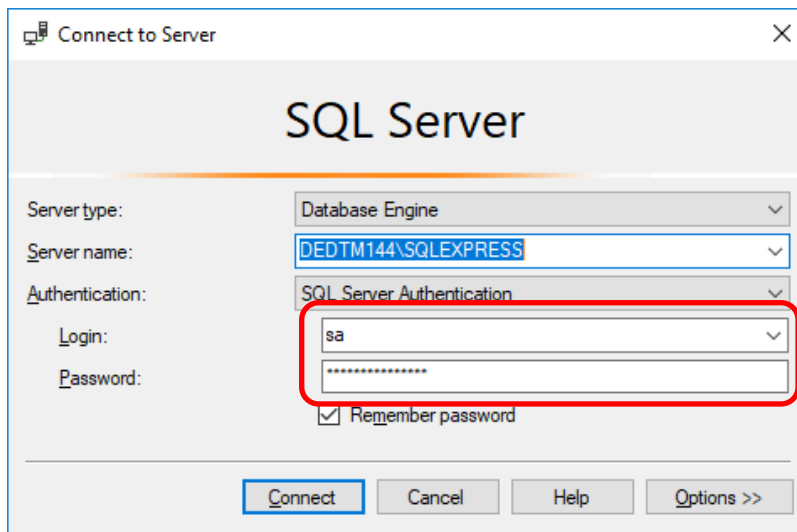 Connect to Server
SQL Server
Server type: Database Engine
Server name: DEDTM144\SQLEXPRESS
Authentication: SQL Server Authentication
Login: sa
Password: ***************
Remember password
Connect Cancel Help Options >>